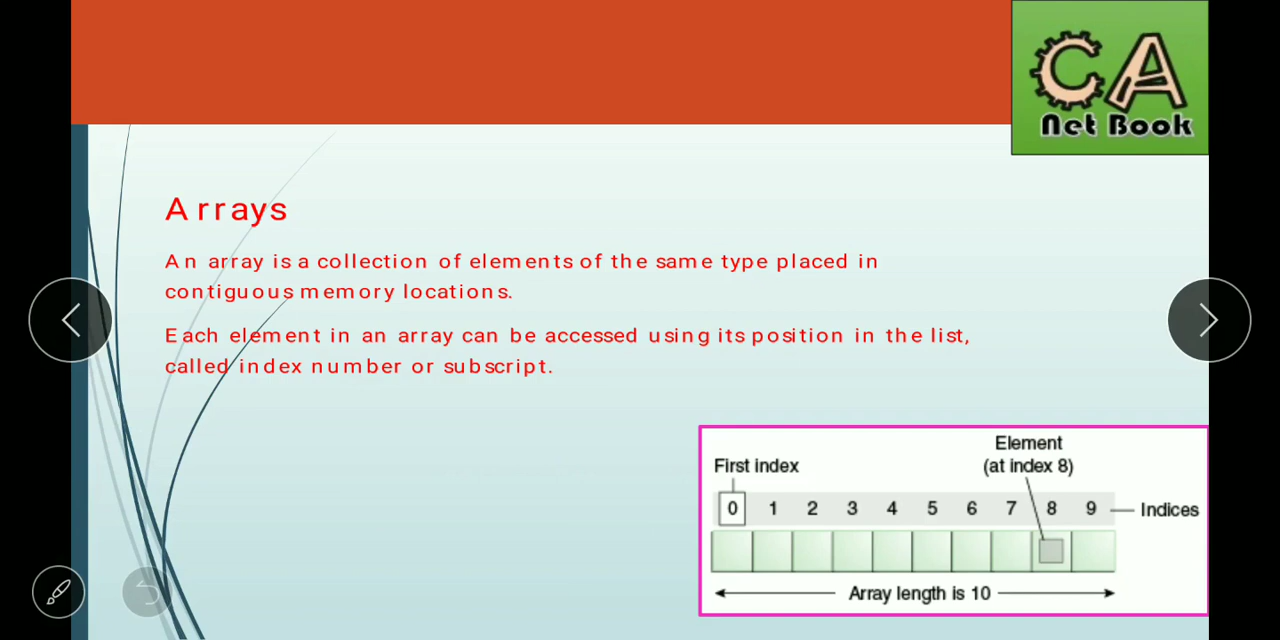 CA
Net Book
Arrays
An array is a collection of elements of the same type placed in
contiguous memory locations.
Each element in an array can be accessed using its position in the list,
called index number or subscript.
Element
First index (at index 8)
0 1 2 3 4 5 6 7 8 9 Indices
Array length is 10